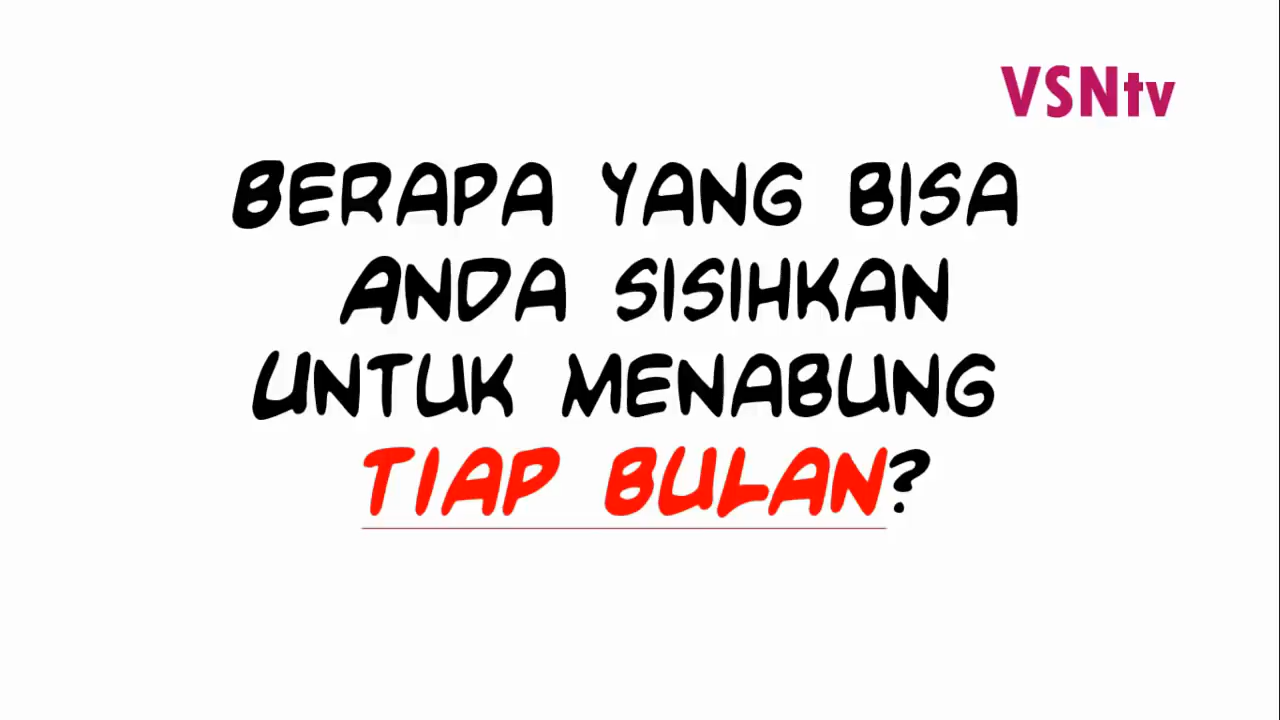 VSNtv
BERAPA YANG BISA
ANDA SISIHKAN
UNTUK MENABUNG
TIAP BULAN?